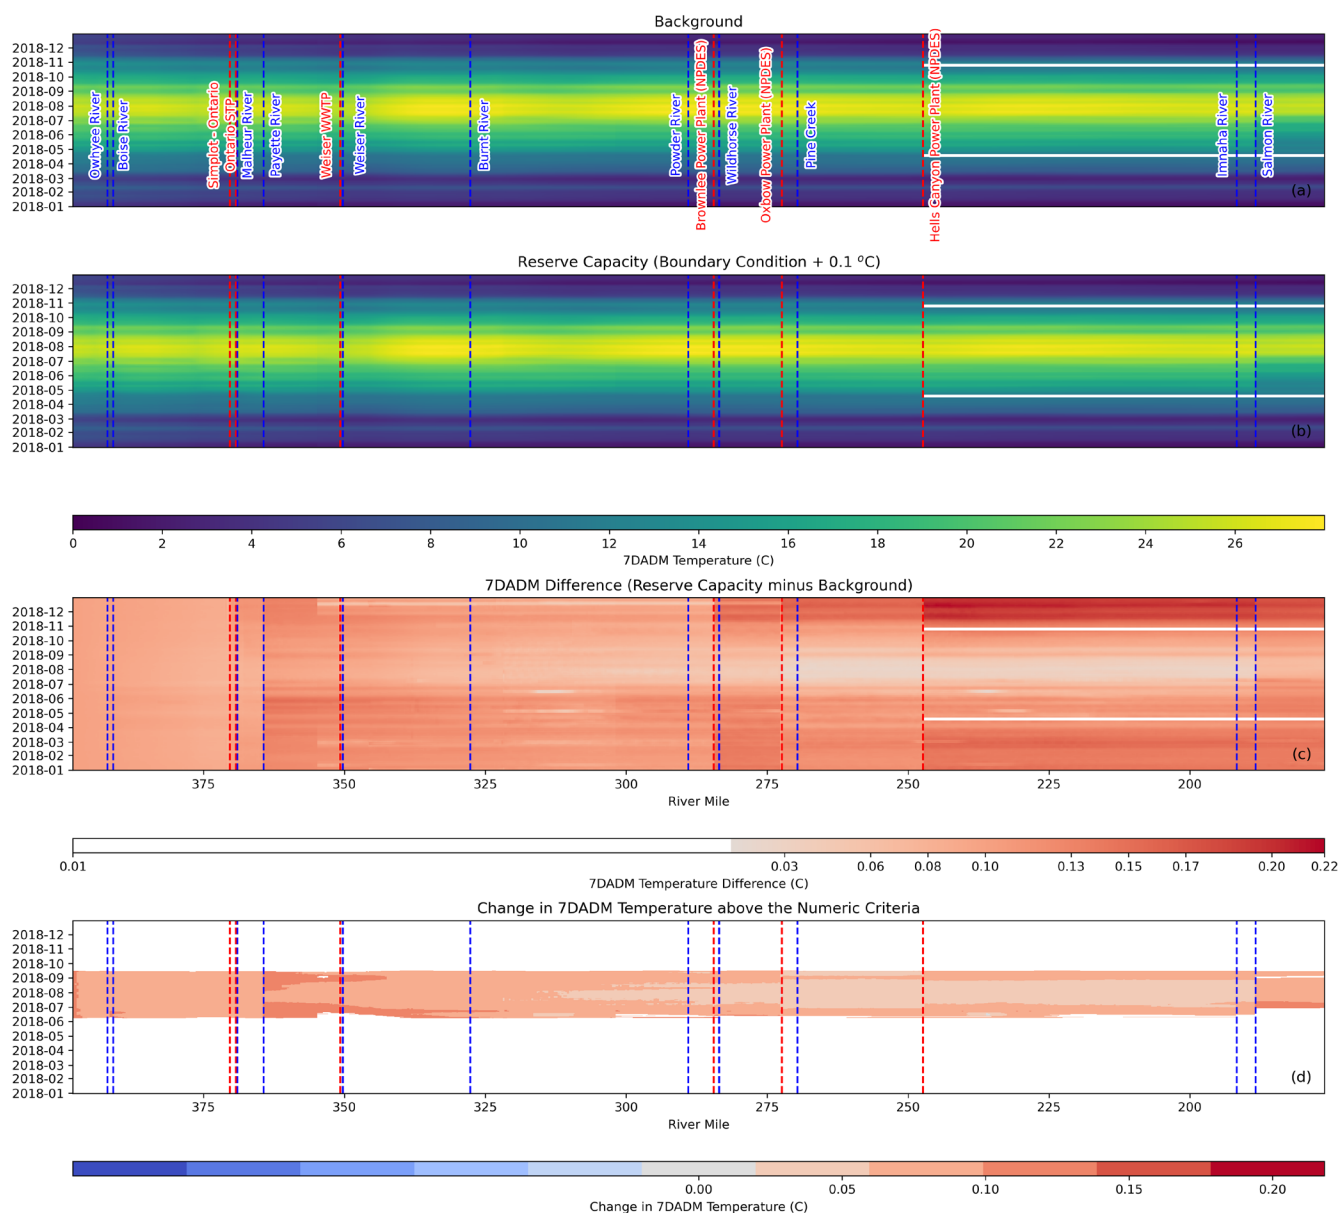 Background
2018-12
2018-11
2018-10
2018-09
2018-08
2018-07
2018-06
2018-05
2018-04
2018-03
2018-02
2018-01
Owhyee River
Boise River
Simplot - Ontario
Ontario STP
Malheur River
Payette River
Weiser WWTP
Weiser River
Burnt River
Powder River
Brownlee Power Plant (NPDES)
Wildhorse River
Oxbow Power Plant (NPDES)
Pine Creek
Hells Canyon Power Plant (NPDES)
Imnaha River
Salmon River
(a)
Reserve Capacity (Boundary Condition + 0.1 °C)
2018-12
2018-11
2018-10
2018-09
2018-08
2018-07
2018-06
2018-05
2018-04
2018-03
2018-02
2018-01
(b)
0 2 4 6 8 10 12 14 16 18 20 22 24 26
7DADM Temperature (C)
7DADM Difference (Reserve Capacity minus Background)
2018-12
2018-11
2018-10
2018-09
2018-08
2018-07
2018-06
2018-05
2018-04
2018-03
2018-02
2018-01
(c)
375 350 325 300 275 250 225 200
River Mile
0.01 0.03 0.06 0.08 0.10 0.13 0.15 0.17 0.20 0.22
7DADM Temperature Difference (C)
Change in 7DADM Temperature above the Numeric Criteria
2018-12
2018-11
2018-10
2018-09
2018-08
2018-07
2018-06
2018-05
2018-04
2018-03
2018-02
2018-01
(d)
375 350 325 300 275 250 225 200
River Mile
0.00 0.05 0.10 0.15 0.20
Change in 7DADM Temperature (C)